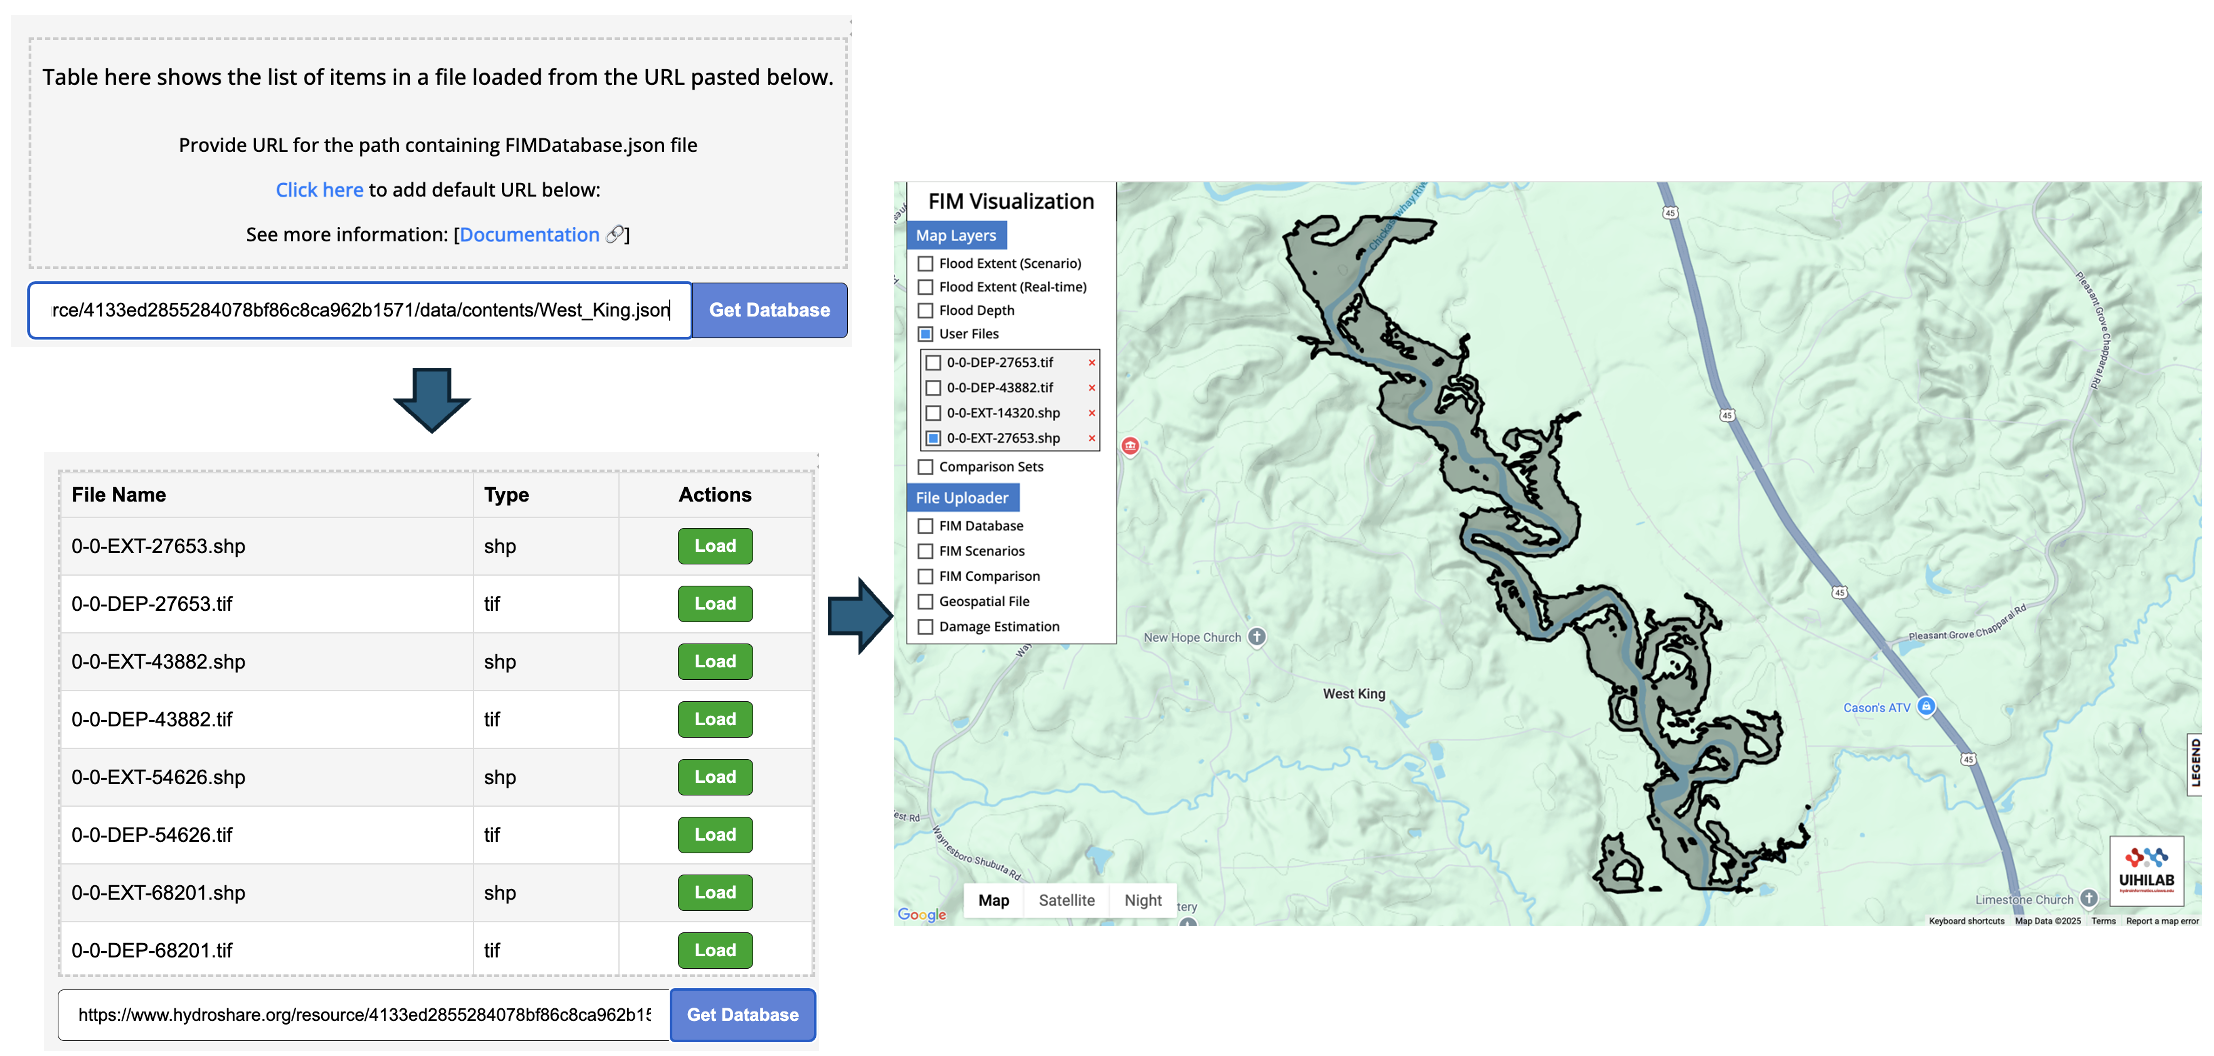 Table here shows the list of items in a file loaded from the URL pasted below.
Provide URL for the path containing FIMDatabase.json file
Click here to add default URL below:
See more information: [Documentation 🔗]
rce/4133ed2855284078bf86c8ca962b1571/data/contents/West_King.json
Get Database
File Name Type Actions
0-0-EXT-27653.shp shp Load
0-0-DEP-27653.tif tif Load
0-0-EXT-43882.shp shp Load
0-0-DEP-43882.tif tif Load
0-0-EXT-54626.shp shp Load
0-0-DEP-54626.tif tif Load
0-0-EXT-68201.shp shp Load
0-0-DEP-68201.tif tif Load
https://www.hydroshare.org/resource/4133ed2855284078bf86c8ca962b15
Get Database
FIM Visualization
Map Layers
Flood Extent (Scenario)
Flood Extent (Real-time)
Flood Depth
User Files
0-0-DEP-27653.tif ×
0-0-DEP-43882.tif ×
0-0-EXT-14320.shp ×
0-0-EXT-27653.shp ×
Comparison Sets
File Uploader
FIM Database
FIM Scenarios
FIM Comparison
Geospatial File
Damage Estimation
Chickasawhay River
45
Pleasant Grove Chapparal Rd
45
45
Pleasant Grove Chapparal Rd
New Hope Church
Way
West King
Cason's ATV
45
LEGEND
est Rd
Waynesboro Shubuta Rd
UIHILAB
hydroinformatics.uiowa.edu
Limestone Church
Map Satellite Night
tery
Google
Keyboard shortcuts Map Data ©2025 Terms Report a map error